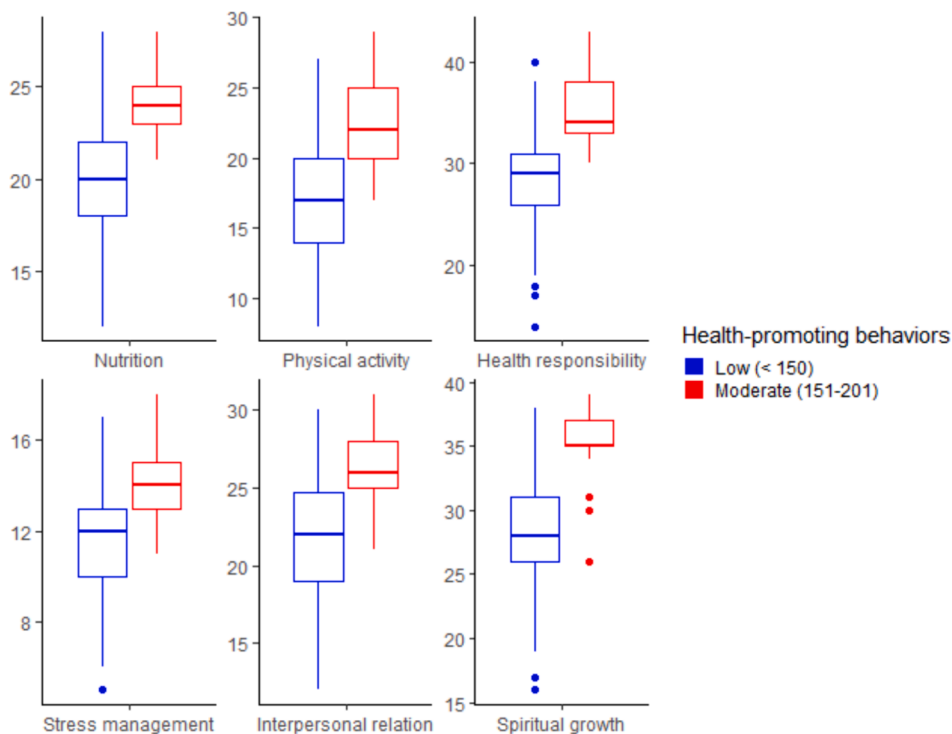 25
20
15
Nutrition
30
25
20
15
10
Physical activity
40
30
20
Health responsibility
16
12
8
Stress management
30
25
20
15
Interpersonal relation
40
35
30
25
20
15
Spiritual growth
Health-promoting behaviors
Low (< 150)
Moderate (151-201)